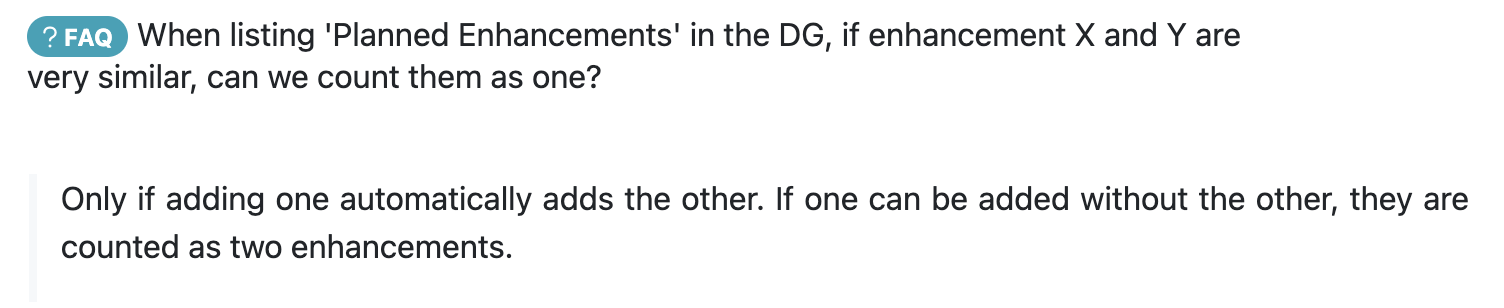 ? FAQ When listing 'Planned Enhancements' in the DG, if enhancement X and Y are
very similar, can we count them as one?
Only if adding one automatically adds the other. If one can be added without the other, they are
counted as two enhancements.